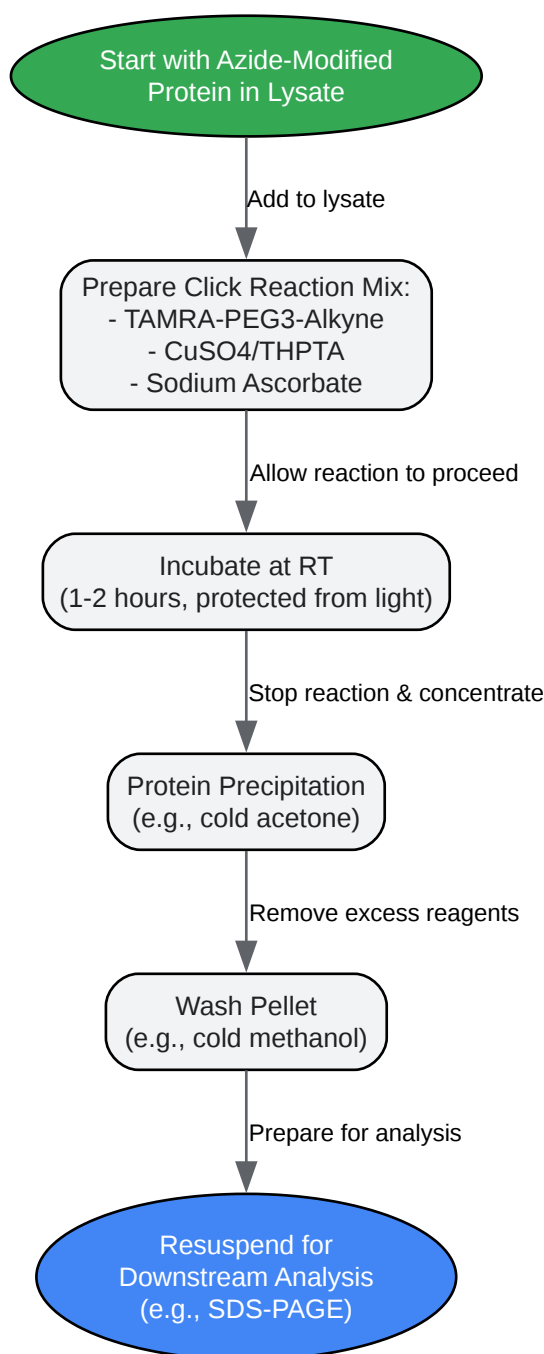 Start with Azide-Modified
Protein in Lysate
Add to lysate
Prepare Click Reaction Mix:
- TAMRA-PEG3-Alkyne
- CuSO4/THPTA
- Sodium Ascorbate
Allow reaction to proceed
Incubate at RT
(1-2 hours, protected from light)
Stop reaction & concentrate
Protein Precipitation
(e.g., cold acetone)
Remove excess reagents
Wash Pellet
(e.g., cold methanol)
Prepare for analysis
Resuspend for
Downstream Analysis
(e.g., SDS-PAGE)